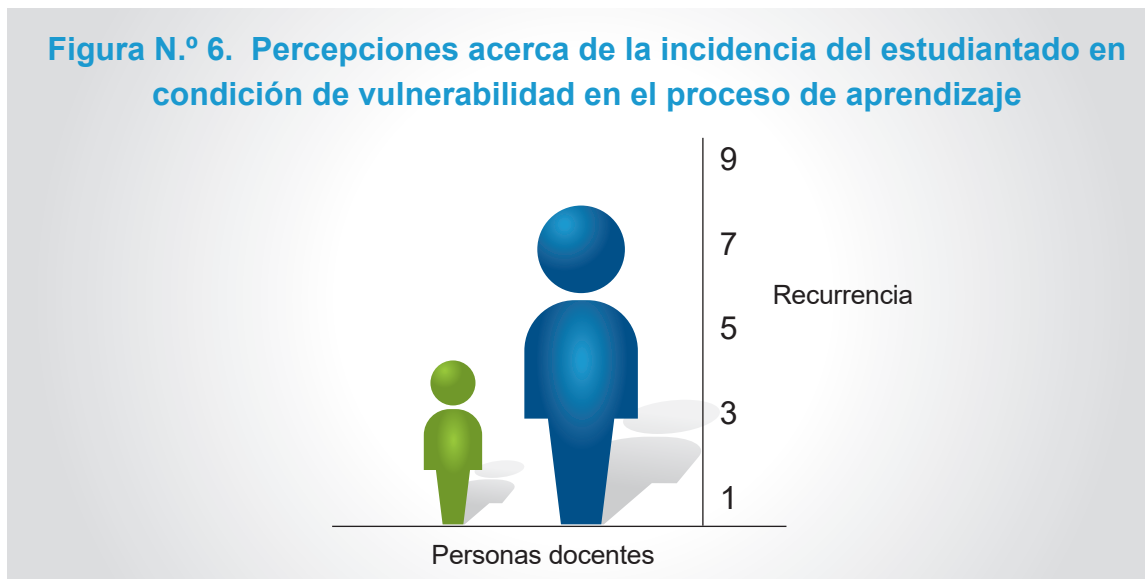 Figura N.º 6. Percepciones acerca de la incidencia del estudiantado en
condición de vulnerabilidad en el proceso de aprendizaje
9
7
Recurrencia
5
3
1
Personas docentes